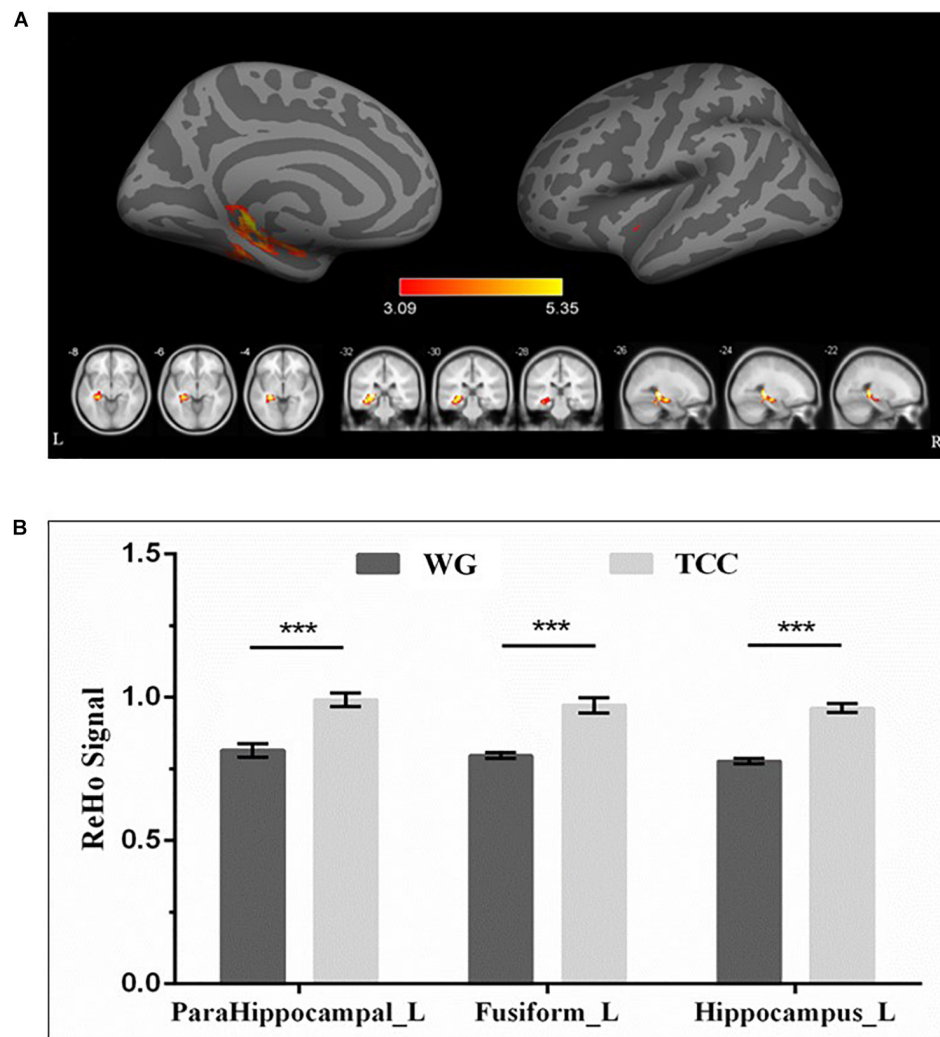 A
3.09 5.35
-8 -6 -4 -32 -30 -28 -26 -24 -22
L R
B
WG TCC
1.5
*** *** ***
1.0
0.5
0.0
ReHo Signal
ParaHippocampal_L Fusiform_L Hippocampus_L